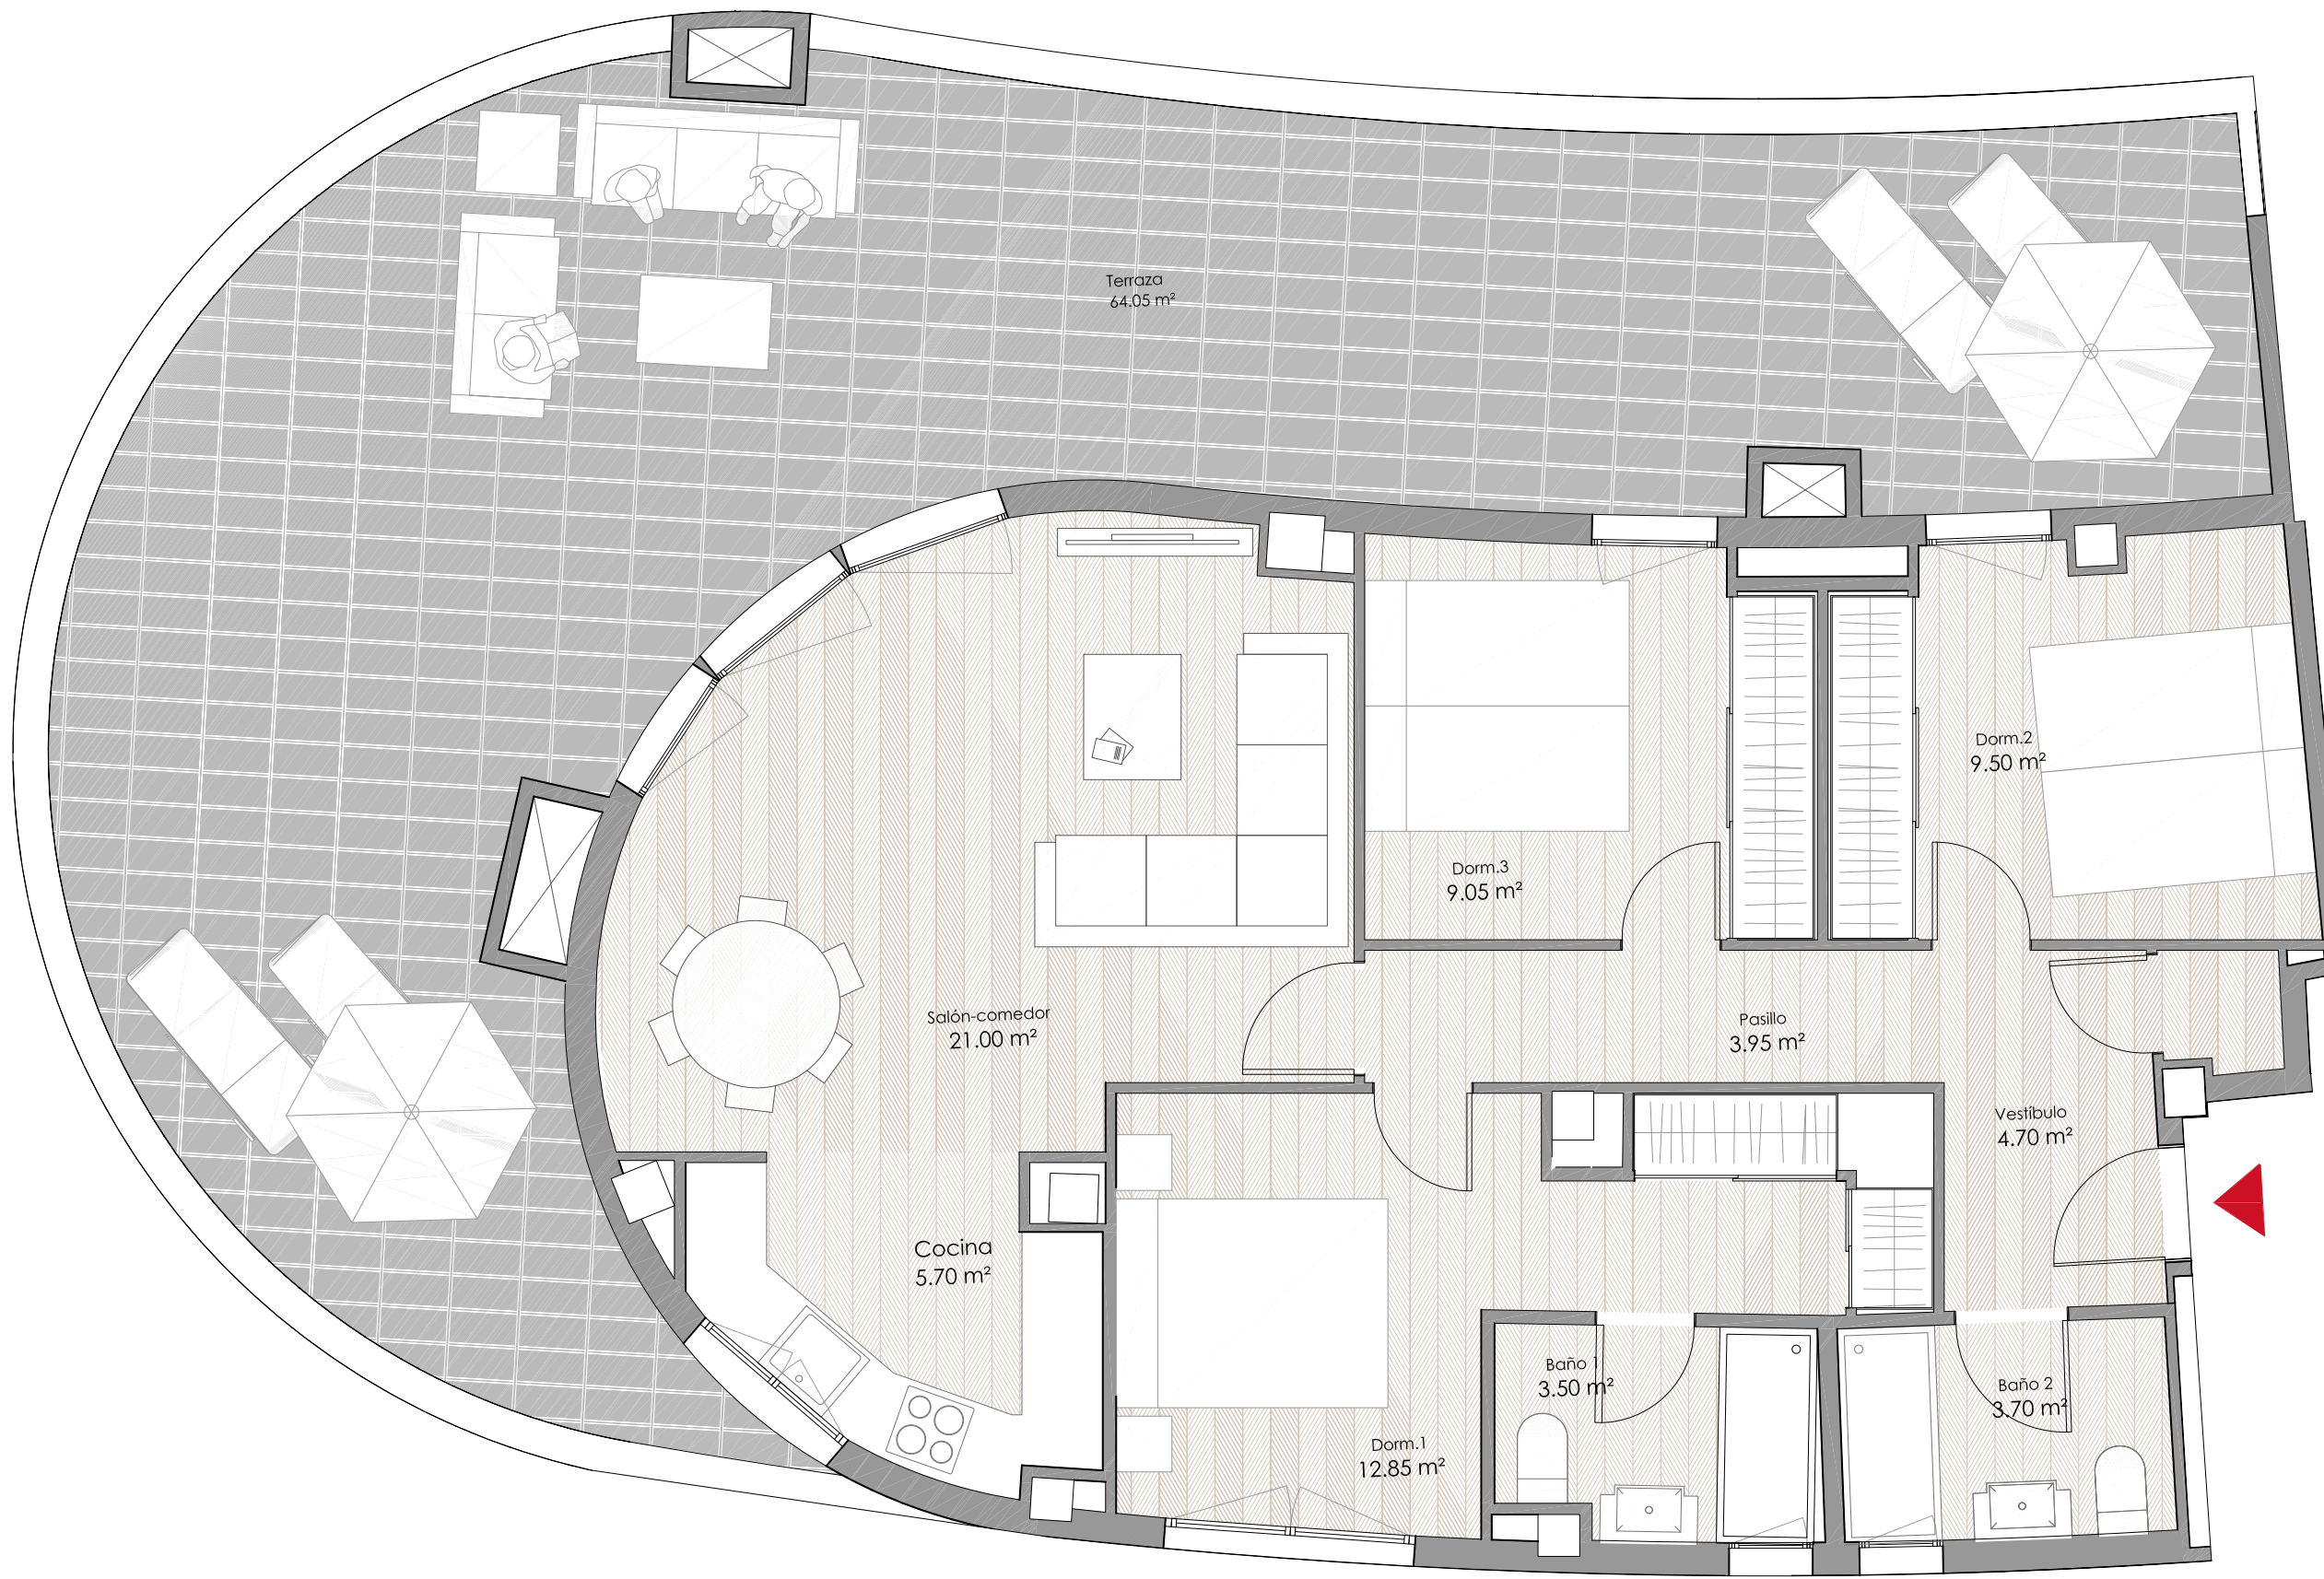 Terraza
64.05 m²
Dorm.2
9.50 m²
Dorm.3
9.05 m²
Salón-comedor
21.00 m²
Pasillo
3.95 m²
Vestíbulo
4.70 m²
Cocina
5.70 m²
Baño 1
3.50 m²
Baño 2
3.70 m²
Dorm.1
12.85 m²